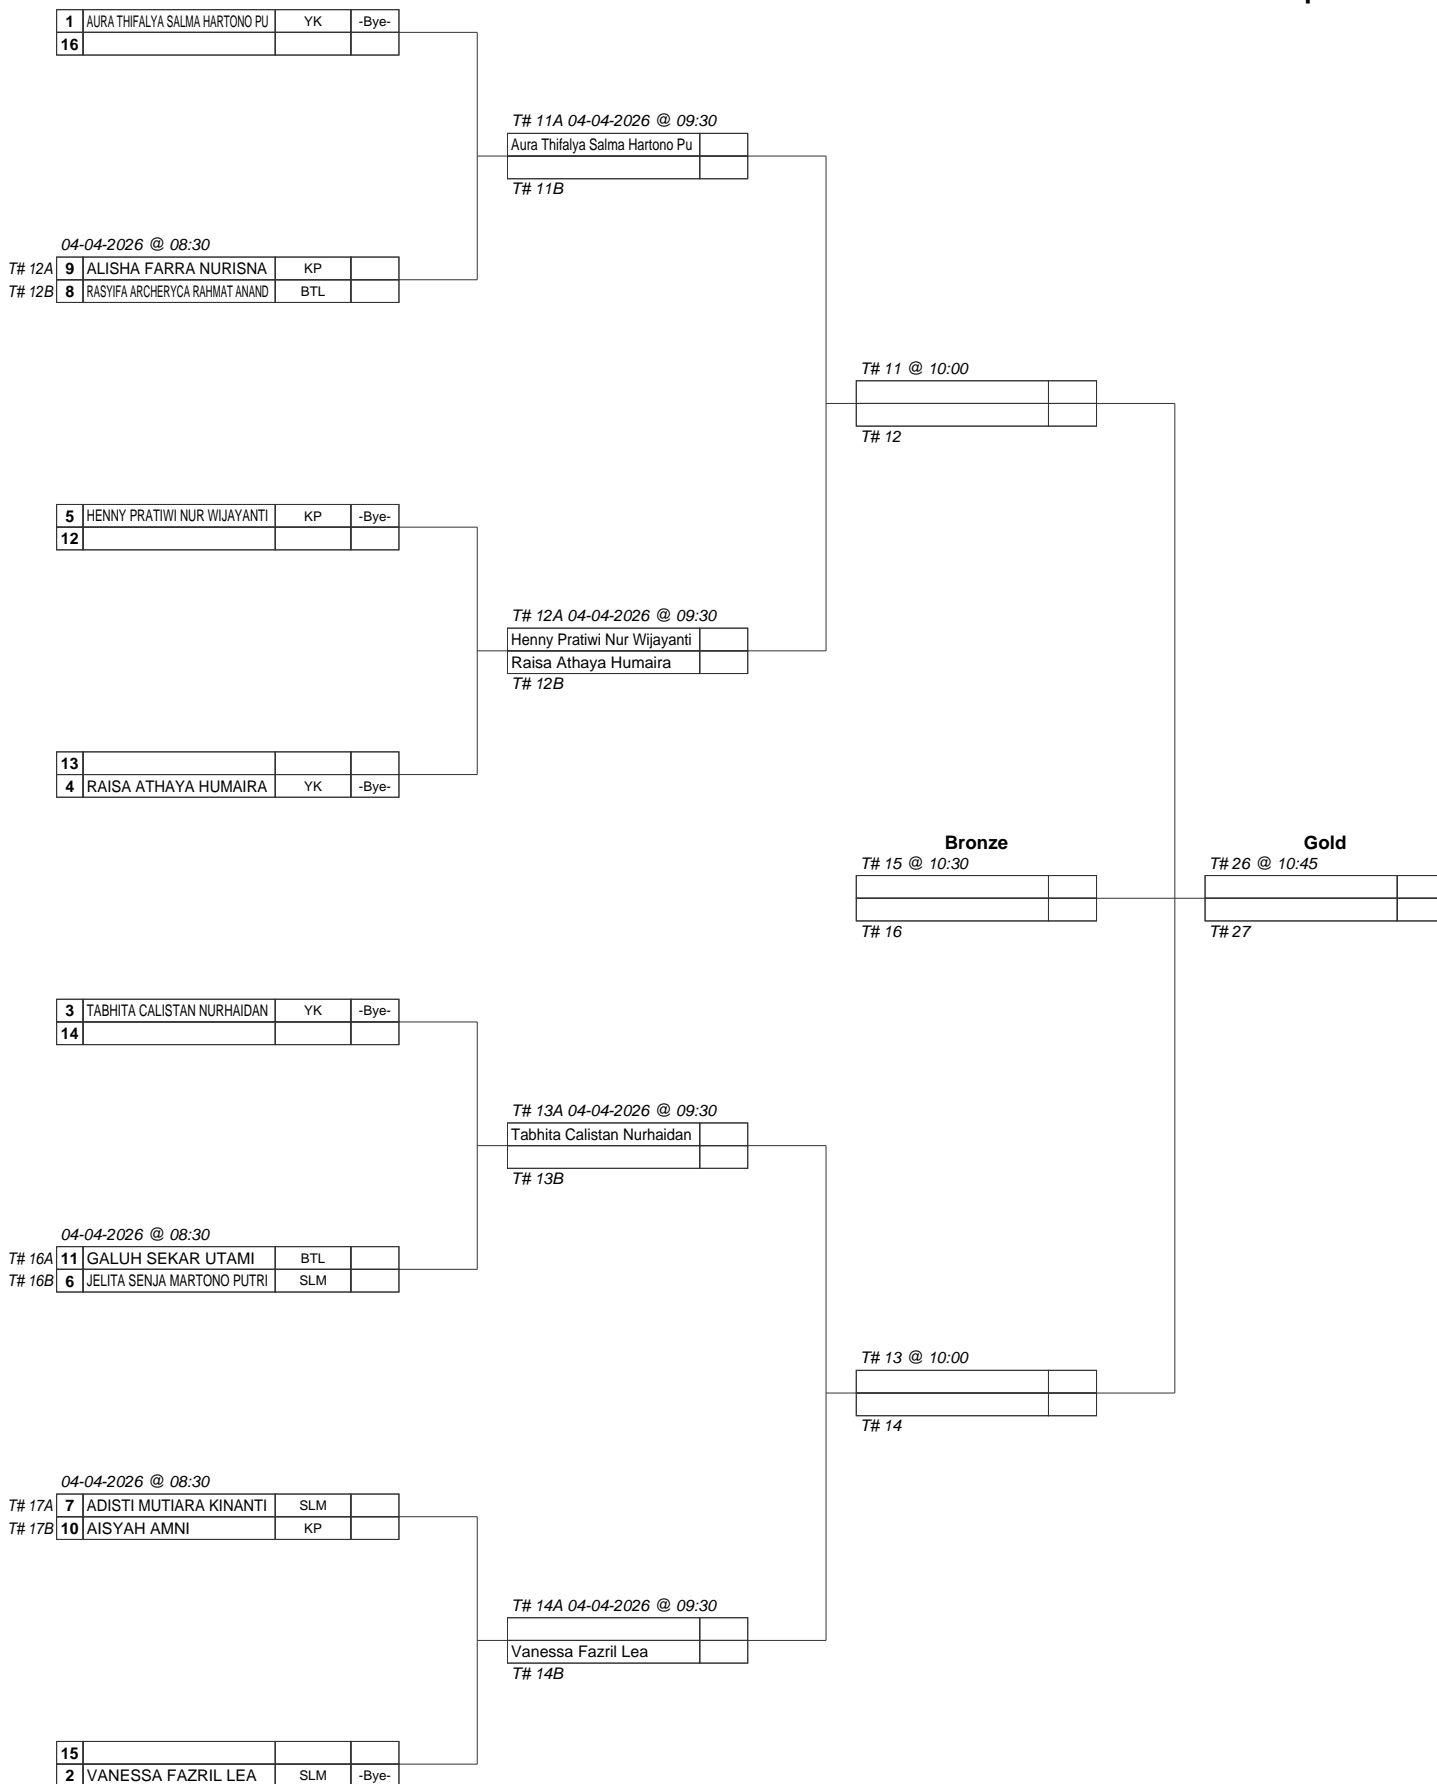 1 AURA THIFALYA SALMA HARTONO PU YK -Bye-
16
T# 11A 04-04-2026 @ 09:30
Aura Thifalya Salma Hartono Pu
T# 11B
04-04-2026 @ 08:30
T# 12A 9 ALISHA FARRA NURISNA KP
T# 12B 8 RASYIFA ARCHERYCA RAHMAT ANAND BTL
T# 11 @ 10:00
T# 12
5 HENNY PRATIWI NUR WIJAYANTI KP -Bye-
12
T# 12A 04-04-2026 @ 09:30
Henny Pratiwi Nur Wijayanti
Raisa Athaya Humaira
T# 12B
13
4 RAISA ATHAYA HUMAIRA YK -Bye-
Bronze
T# 15 @ 10:30
T# 16
Gold
T# 26 @ 10:45
T# 27
3 TABHITA CALISTAN NURHAIDAN YK -Bye-
14
T# 13A 04-04-2026 @ 09:30
Tabhita Calistan Nurhaidan
T# 13B
04-04-2026 @ 08:30
T# 16A 11 GALUH SEKAR UTAMI BTL
T# 16B 6 JELITA SENJA MARTONO PUTRI SLM
T# 13 @ 10:00
T# 14
04-04-2026 @ 08:30
T# 17A 7 ADISTI MUTIARA KINANTI SLM
T# 17B 10 AISYAH AMNI KP
T# 14A 04-04-2026 @ 09:30
Vanessa Fazril Lea
T# 14B
15
2 VANESSA FAZRIL LEA SLM -Bye-